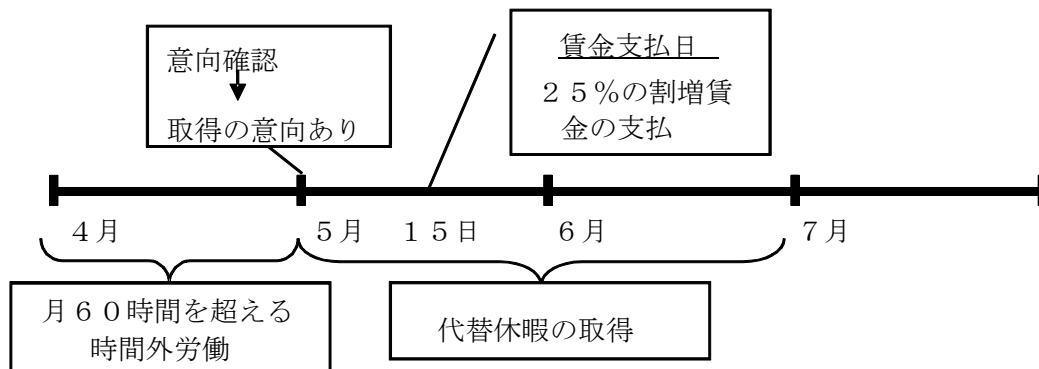 意向確認
取得の意向あり
賃金支払日
２５％の割増賃
金の支払
４月
５月
１５日
６月
７月
月６０時間を超える
時間外労働
代替休暇の取得